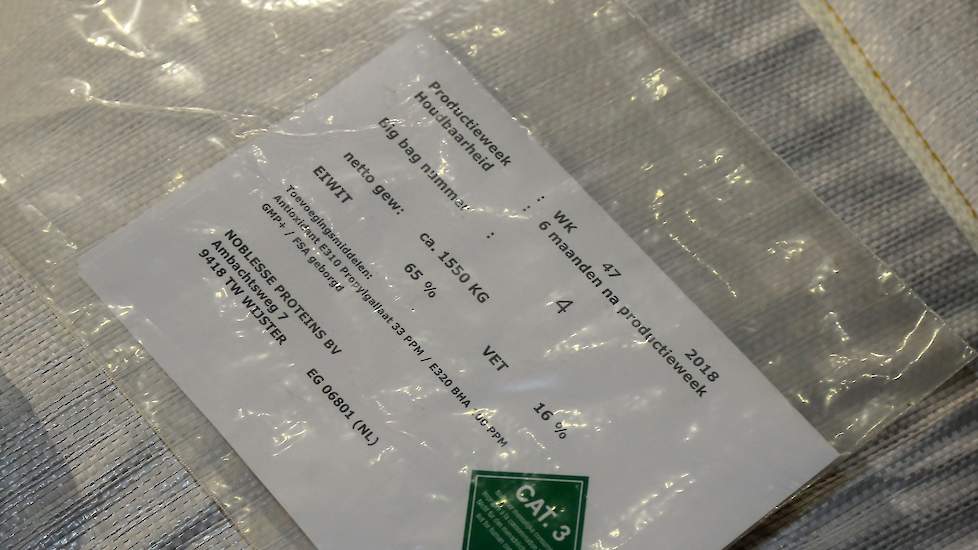 Productieweek : WK 47 2018
Houdbaarheid : 6 maanden na productieweek
Big bag nummer : 4
netto gew: ca. 1550 KG
EIWIT 65 % VET 16 %
Toevoegingsmiddelen:
Antioxidant E310 Propylgallaat 33 PPM / E320 BHA PPM
GMP+ / FSA geborgd
NOBLESSE PROTEINS BV
Ambachtsweg 7
9418 TW WIJSTER
EG 06801 (NL)
CAT. 3